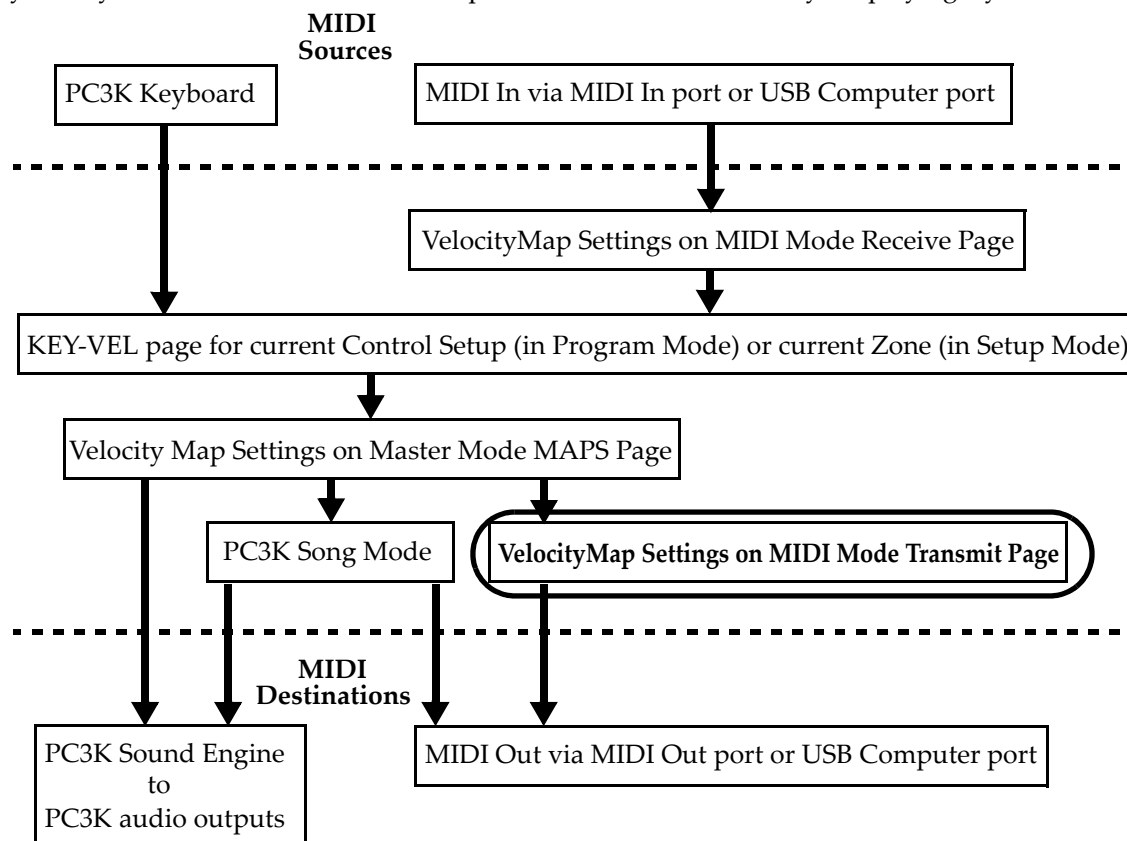 MIDI
Sources
PC3K Keyboard
MIDI In via MIDI In port or USB Computer port
VelocityMap Settings on MIDI Mode Receive Page
KEY-VEL page for current Control Setup (in Program Mode) or current Zone (in Setup Mode)
Velocity Map Settings on Master Mode MAPS Page
PC3K Song Mode
VelocityMap Settings on MIDI Mode Transmit Page
MIDI
Destinations
PC3K Sound Engine
to
PC3K audio outputs
MIDI Out via MIDI Out port or USB Computer port